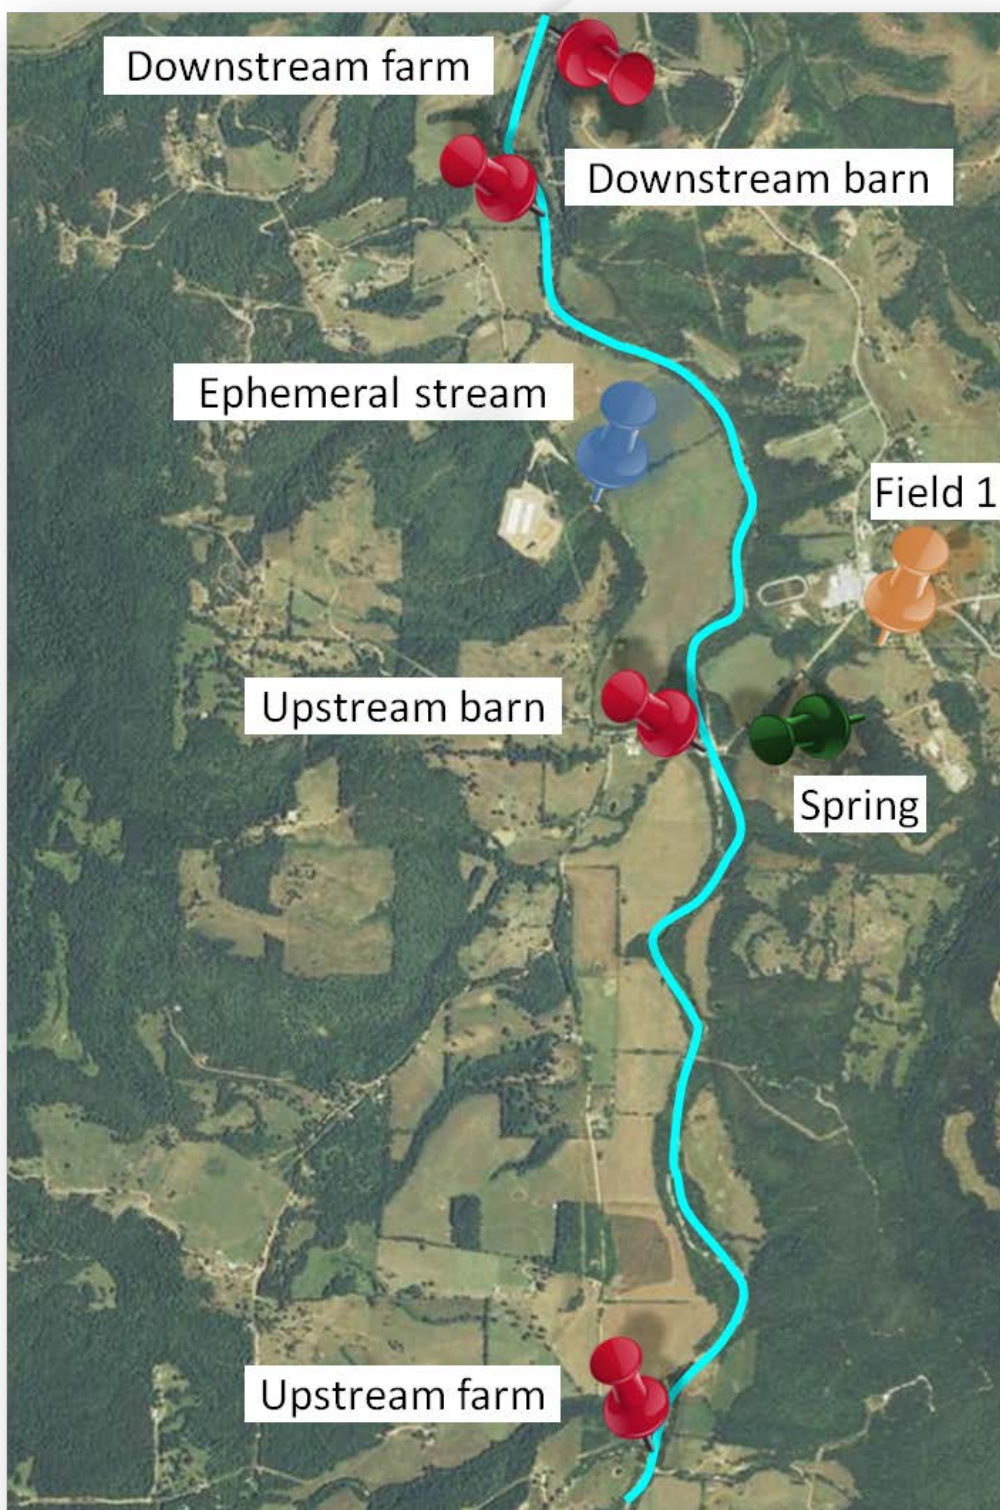 Downstream farm
Downstream barn
Ephemeral stream
Field 1
Upstream barn
Spring
Upstream farm